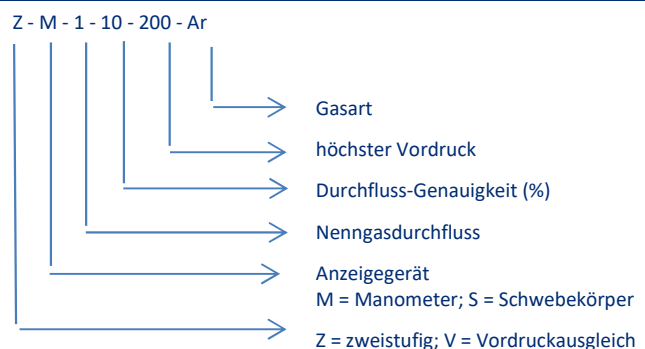 Z - M - 1 - 10 - 200 - Ar
Gasart
höchster Vordruck
Durchfluss-Genauigkeit (%)
Nenngasdurchfluss
Anzeigegerät
M = Manometer; S = Schwebekörper
Z = zweistufig; V = Vordruckausgleich